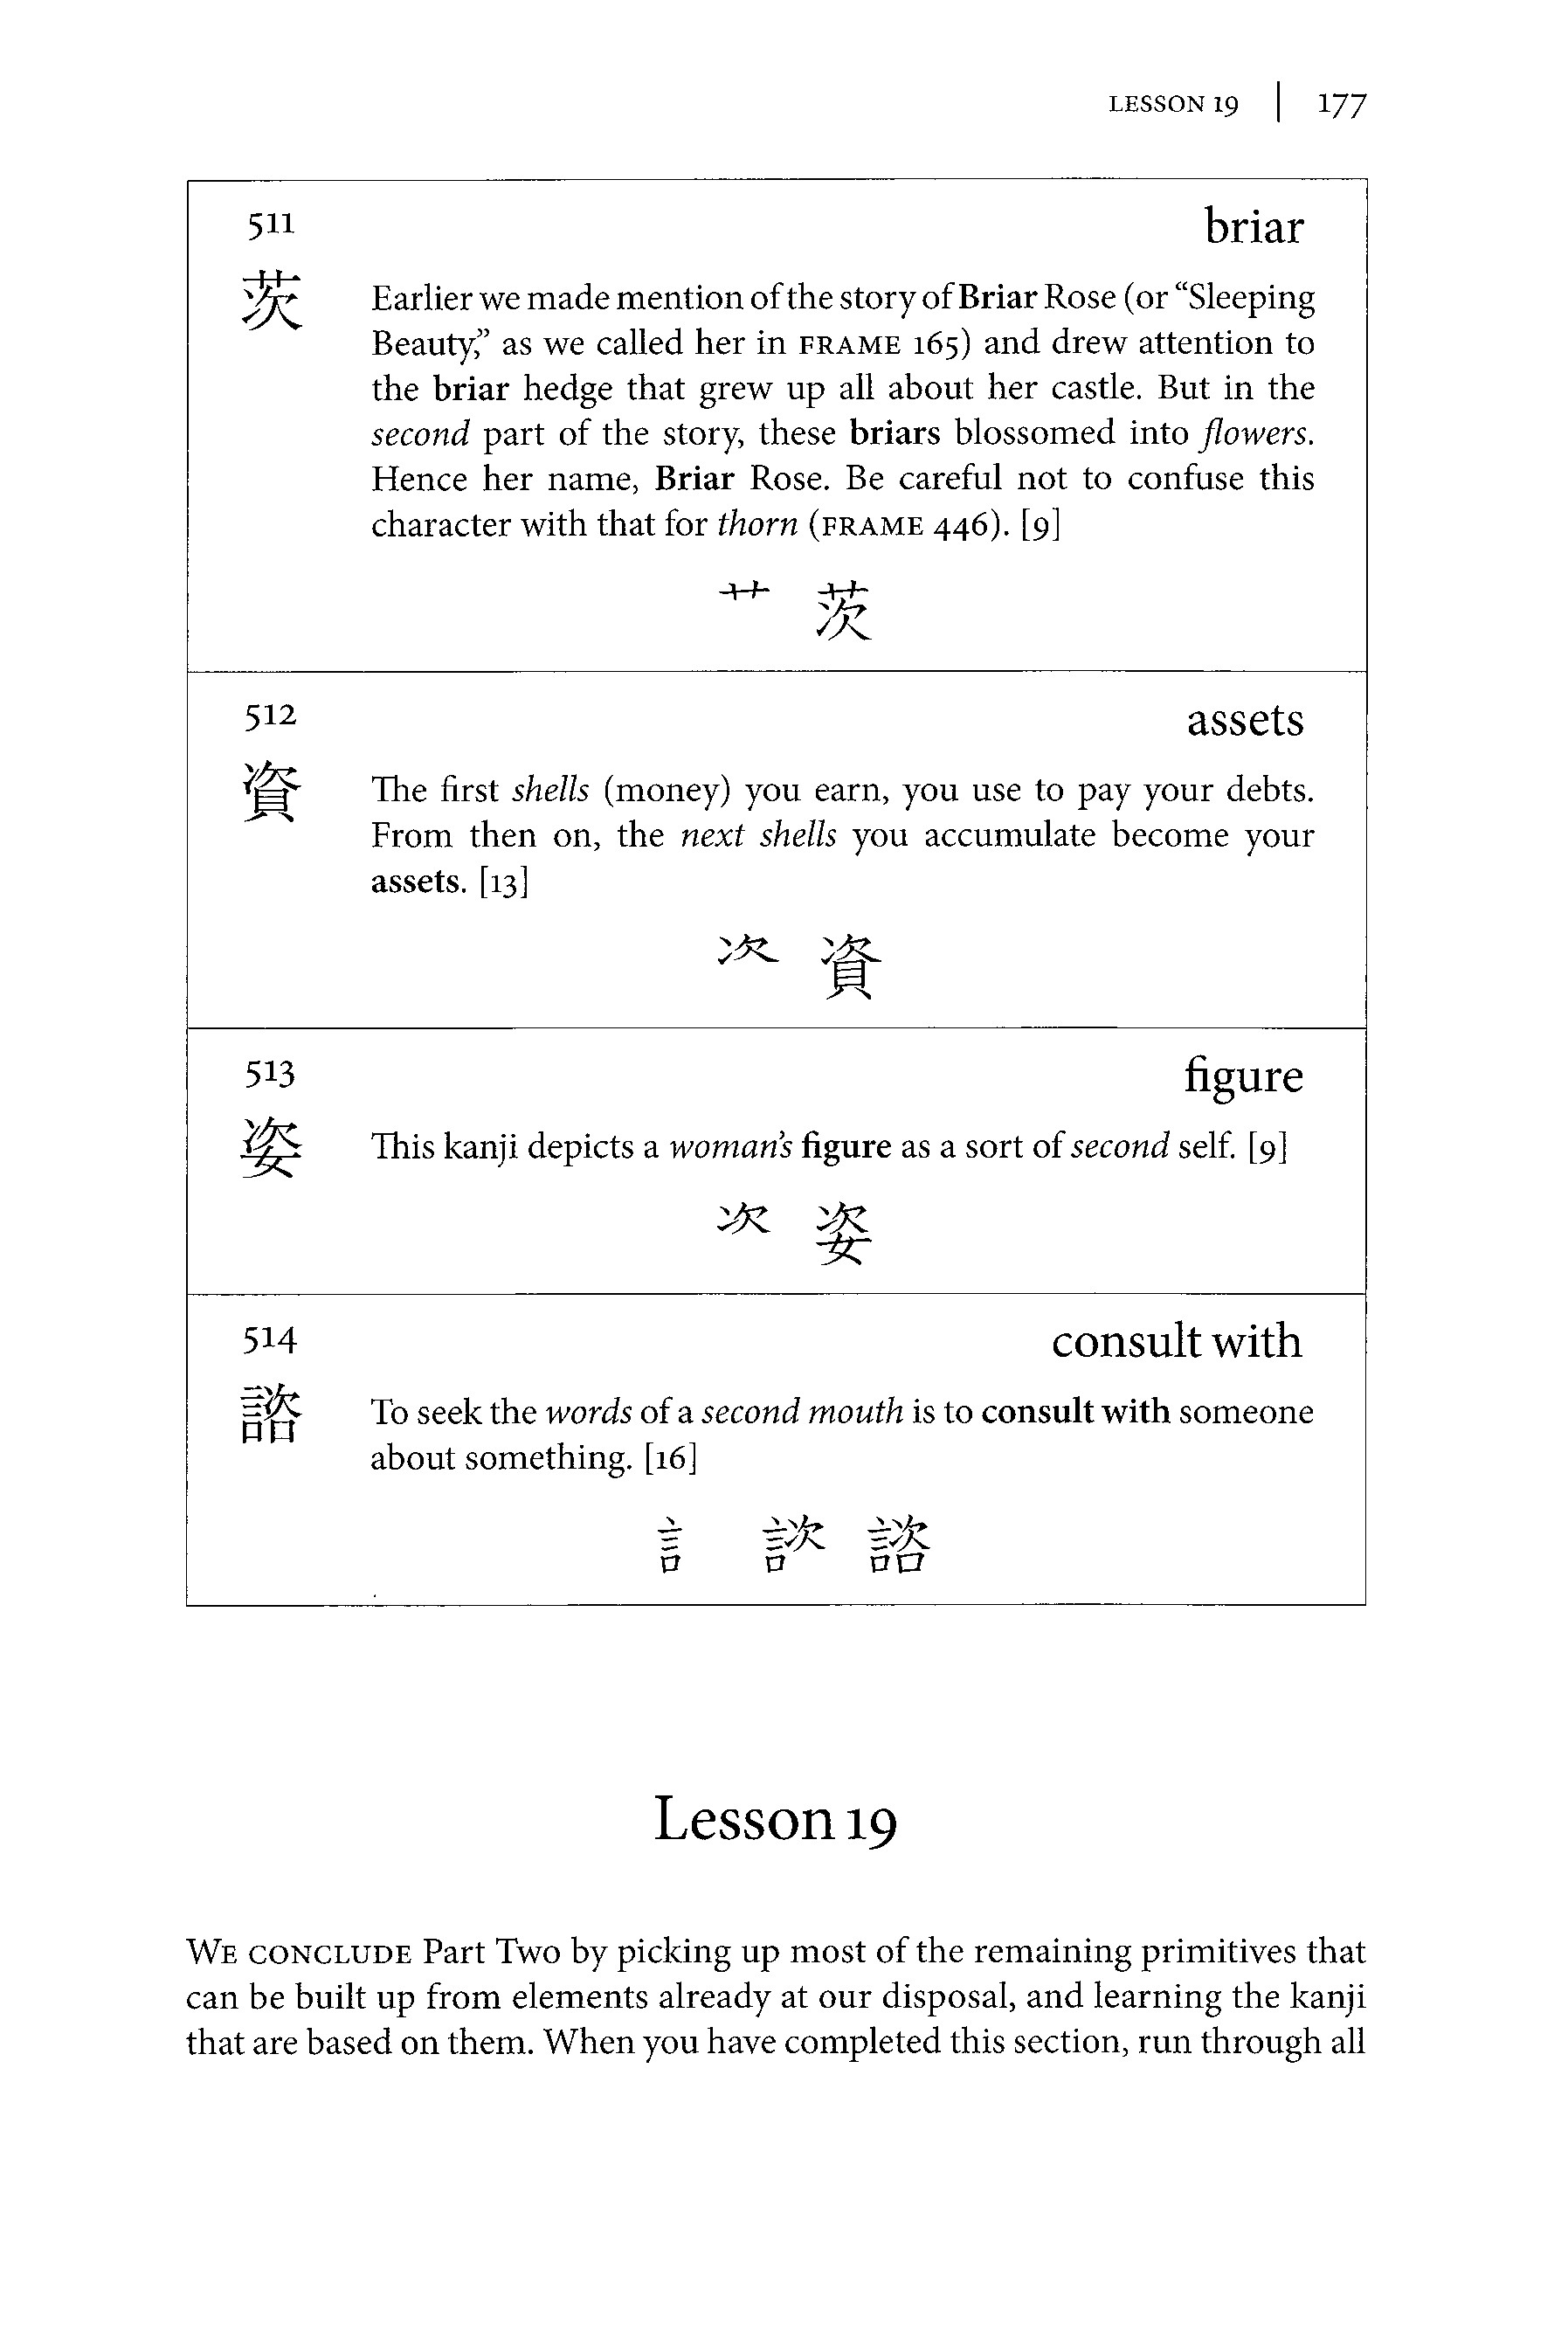 LESSON 19 | 177
511 briar
茨 Earlier we made mention of the story of Briar Rose (or “Sleeping
Beauty,” as we called her in FRAME 165) and drew attention to
the briar hedge that grew up all about her castle. But in the
second part of the story, these briars blossomed into flowers.
Hence her name, Briar Rose. Be careful not to confuse this
character with that for thorn (FRAME 446). [9]
艹 茨
512 assets
資 The first shells (money) you earn, you use to pay your debts.
From then on, the next shells you accumulate become your
assets. [13]
次 資
513 figure
姿 This kanji depicts a woman's figure as a sort of second self. [9]
次 姿
514 consult with
諮 To seek the words of a second mouth is to consult with someone
about something. [16]
訁 諮
Lesson 19
WE CONCLUDE Part Two by picking up most of the remaining primitives that
can be built up from elements already at our disposal, and learning the kanji
that are based on them. When you have completed this section, run through all